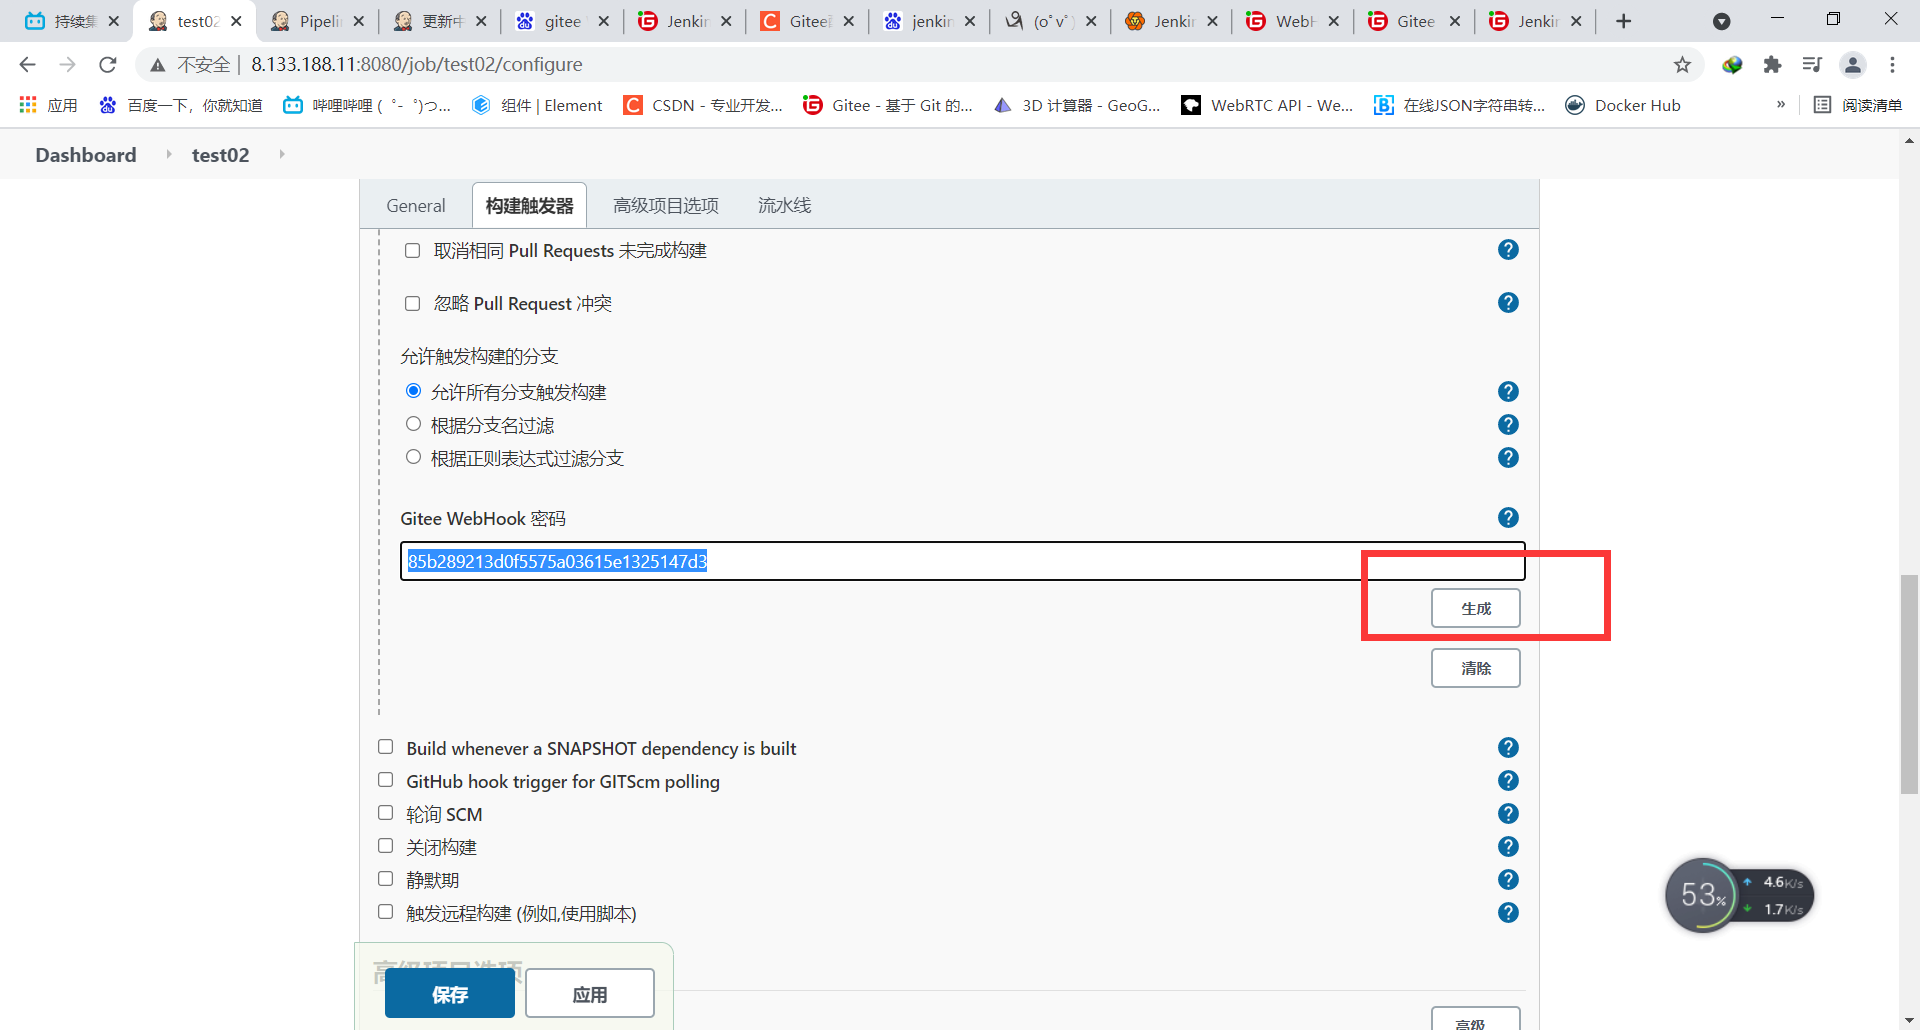 持续集 test02 Pipeli 更新中 gitee Jenkin Gitee jenkin (oﾟvﾟ) Jenkin WebH Gitee Jenkin
不安全 | 8.133.188.11:8080/job/test02/configure
应用 百度一下，你就知道 哔哩哔哩 ( ゜- ゜)つ... 组件 | Element CSDN - 专业开发... Gitee - 基于 Git 的... 3D 计算器 - GeoG... WebRTC API - We... 在线JSON字符串转... Docker Hub » 阅读清单
Dashboard test02
General 构建触发器 高级项目选项 流水线
取消相同 Pull Requests 未完成构建
忽略 Pull Request 冲突
允许触发构建的分支
允许所有分支触发构建
根据分支名过滤
根据正则表达式过滤分支
Gitee WebHook 密码
85b289213d0f5575a03615e1325147d3
生成
清除
Build whenever a SNAPSHOT dependency is built
GitHub hook trigger for GITScm polling
轮询 SCM
关闭构建
静默期
53% 4.6K/s
1.7K/s
触发远程构建 (例如,使用脚本)
高级项目选项
保存 应用
高级